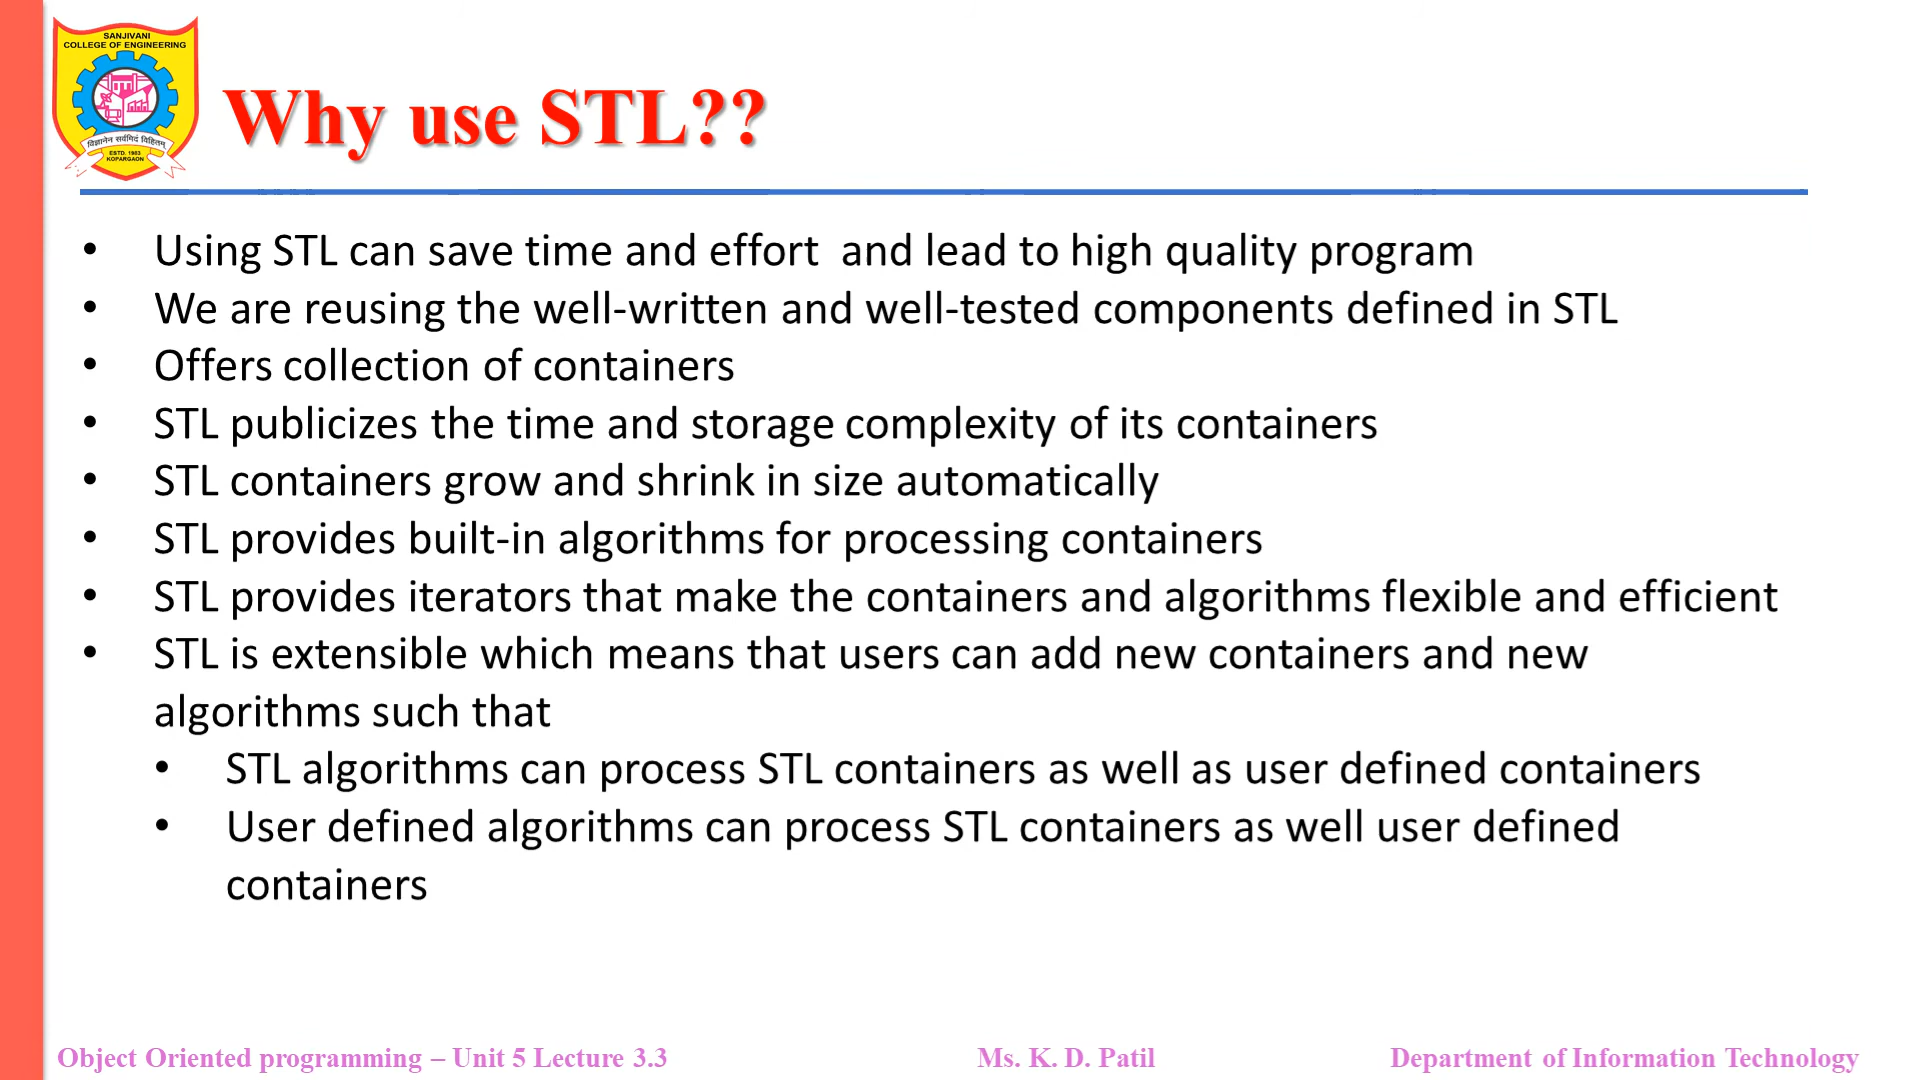 SANJIVANI
COLLEGE OF ENGINEERING
विज्ञानेन सर्वमिदं विहितम्
ESTD. 1983
KOPARGAON
Why use STL??
• Using STL can save time and effort  and lead to high quality program
• We are reusing the well-written and well-tested components defined in STL
• Offers collection of containers
• STL publicizes the time and storage complexity of its containers
• STL containers grow and shrink in size automatically
• STL provides built-in algorithms for processing containers
• STL provides iterators that make the containers and algorithms flexible and efficient
• STL is extensible which means that users can add new containers and new
algorithms such that
• STL algorithms can process STL containers as well as user defined containers
• User defined algorithms can process STL containers as well user defined
containers
Object Oriented programming – Unit 5 Lecture 3.3 Ms. K. D. Patil Department of Information Technology